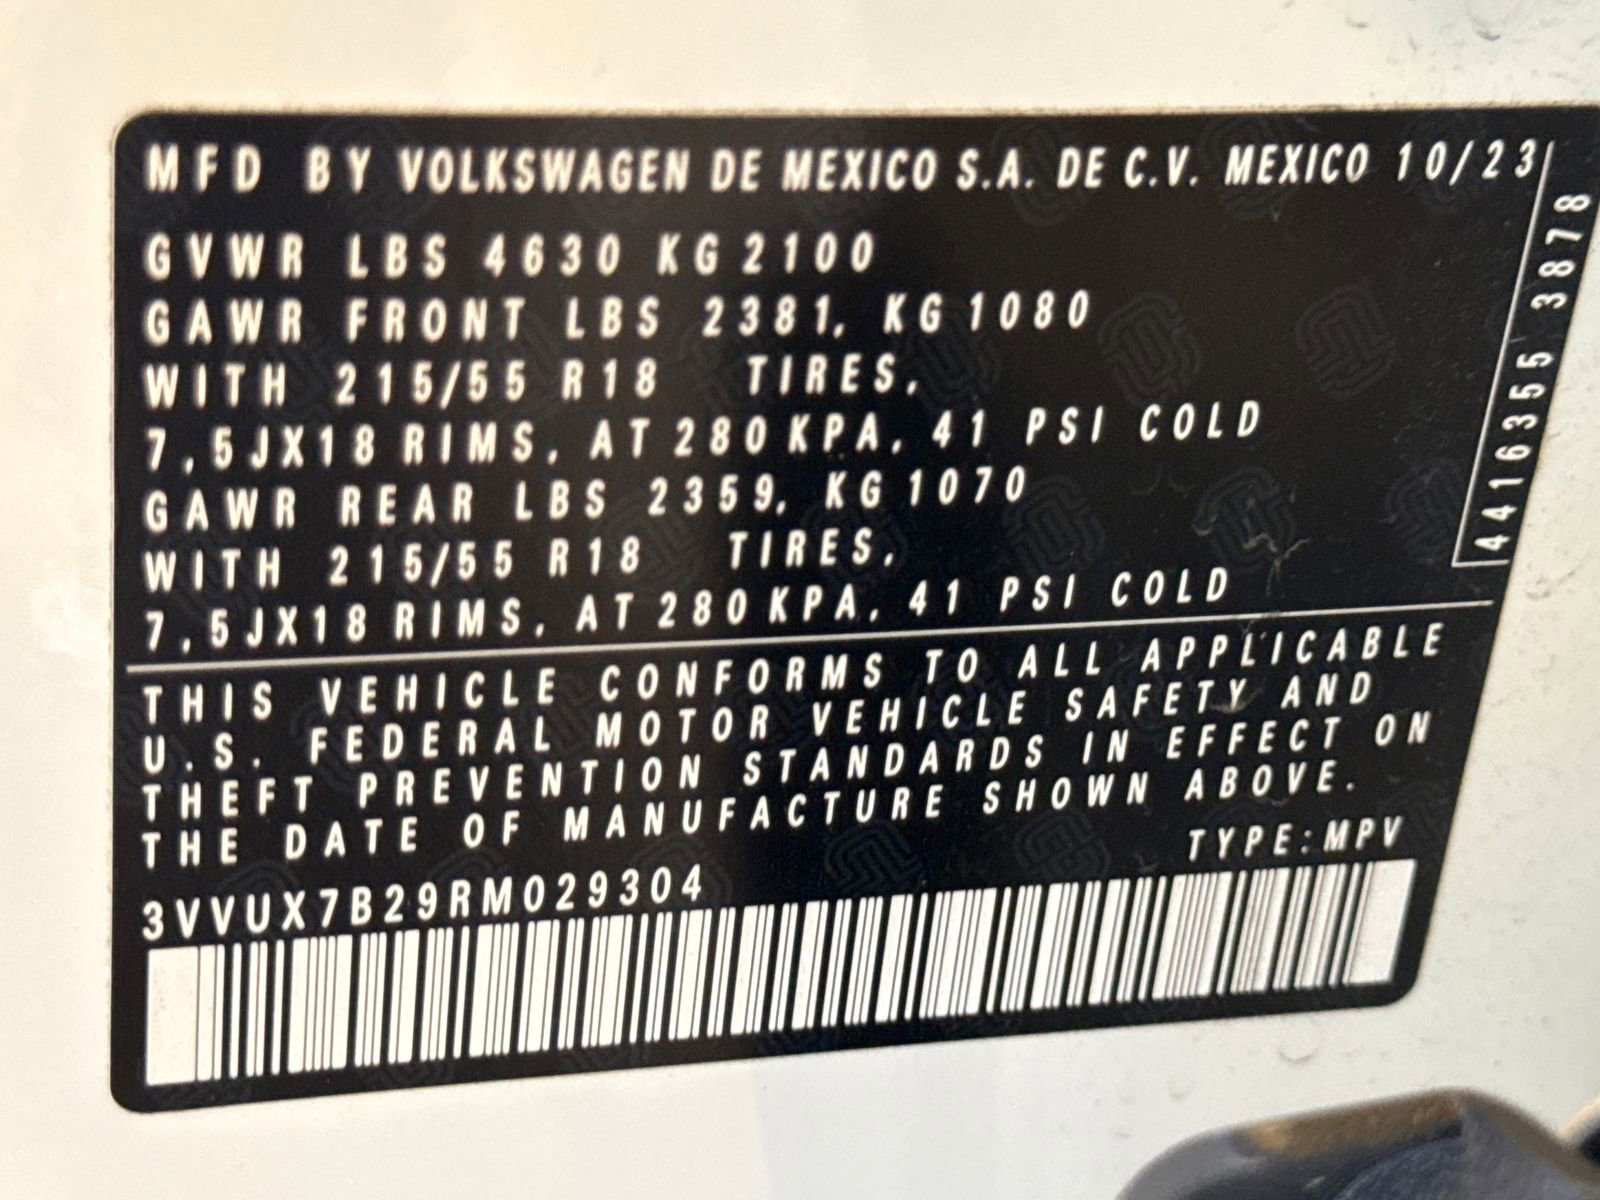 MFD BY VOLKSWAGEN DE MEXICO S.A. DE C.V. MEXICO 10/23
GVWR LBS 4630 KG 2100
GAWR FRONT LBS 2381, KG 1080
WITH 215/55 R18 TIRES,
7,5JX18 RIMS, AT 280 KPA, 41 PSI COLD
GAWR REAR LBS 2359, KG 1070
WITH 215/55 R18 TIRES,
7,5JX18 RIMS, AT 280 KPA, 41 PSI COLD
4416355 3878
THIS VEHICLE CONFORMS TO ALL APPLICABLE
U.S. FEDERAL MOTOR VEHICLE SAFETY AND
THEFT PREVENTION STANDARDS IN EFFECT ON
THE DATE OF MANUFACTURE SHOWN ABOVE.
TYPE:MPV
3VVUX7B29RM029304